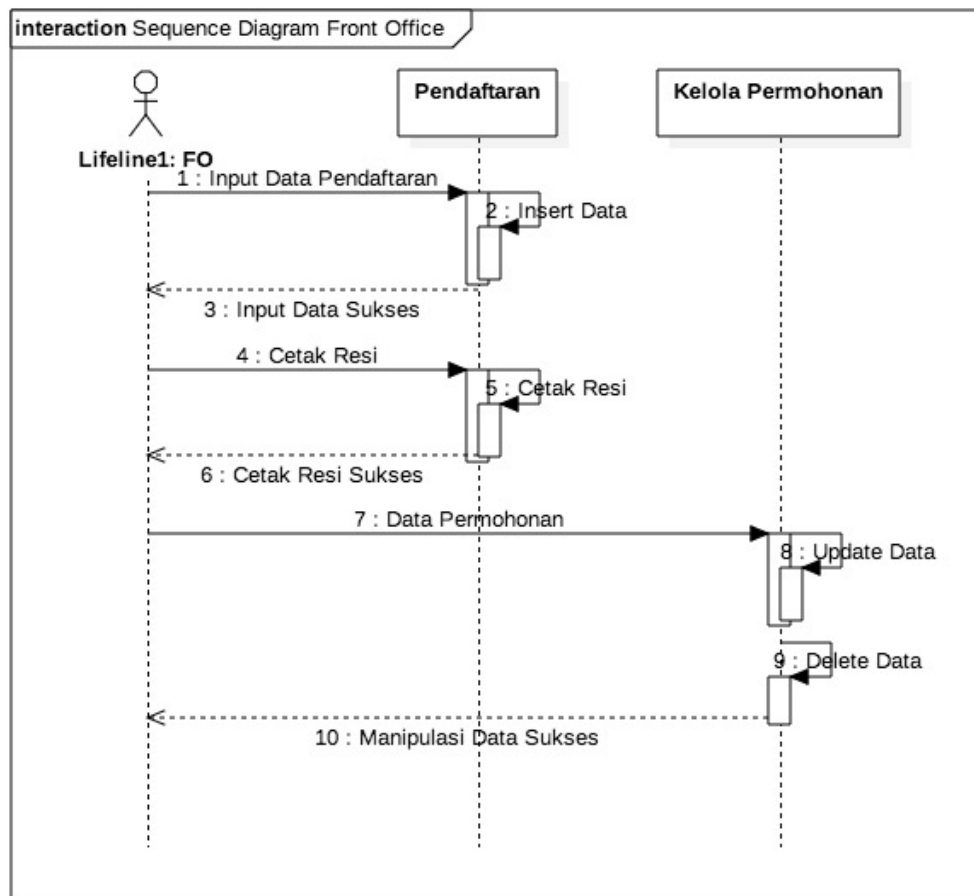 interaction Sequence Diagram Front Office
Pendaftaran
Kelola Permohonan
Lifeline1: FO
1 : Input Data Pendaftaran
2 : Insert Data
3 : Input Data Sukses
4 : Cetak Resi
5 : Cetak Resi
6 : Cetak Resi Sukses
7 : Data Permohonan
8 : Update Data
9 : Delete Data
10 : Manipulasi Data Sukses